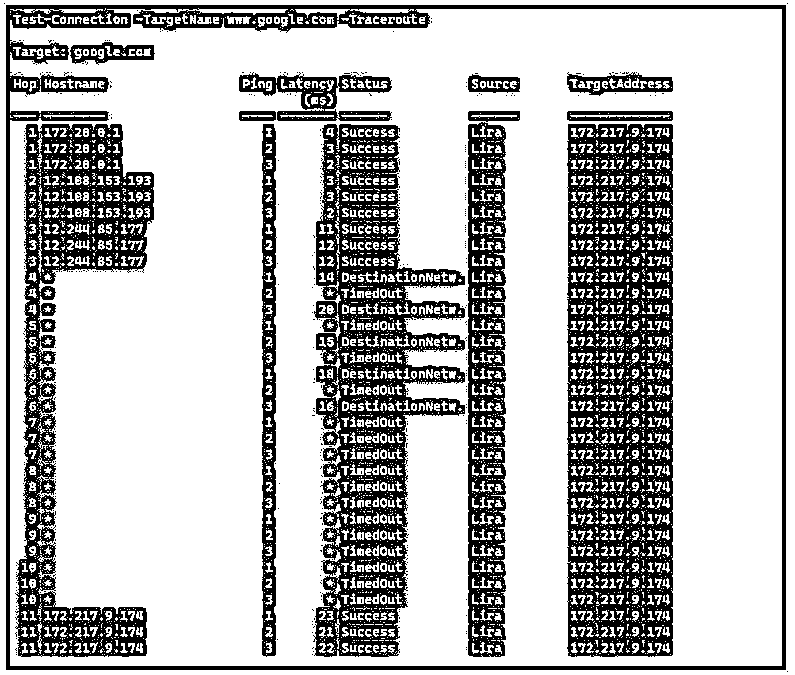 Test-Connection -TargetName www.google.com -Traceroute
Target: google.com
Hop Hostname Ping Latency Status Source TargetAddress
(ms)
1 172.20.0.1 1 4 Success Lira 172.217.9.174
1 172.20.0.1 2 3 Success Lira 172.217.9.174
1 172.20.0.1 3 2 Success Lira 172.217.9.174
2 12.108.153.193 1 3 Success Lira 172.217.9.174
2 12.108.153.193 2 3 Success Lira 172.217.9.174
2 12.108.153.193 3 2 Success Lira 172.217.9.174
3 12.244.85.177 1 11 Success Lira 172.217.9.174
3 12.244.85.177 2 12 Success Lira 172.217.9.174
3 12.244.85.177 3 12 Success Lira 172.217.9.174
4 * 1 14 DestinationNetw… Lira 172.217.9.174
4 * 2 * TimedOut Lira 172.217.9.174
4 * 3 20 DestinationNetw… Lira 172.217.9.174
5 * 1 * TimedOut Lira 172.217.9.174
5 * 2 15 DestinationNetw… Lira 172.217.9.174
5 * 3 * TimedOut Lira 172.217.9.174
6 * 1 18 DestinationNetw… Lira 172.217.9.174
6 * 2 * TimedOut Lira 172.217.9.174
6 * 3 16 DestinationNetw… Lira 172.217.9.174
7 * 1 * TimedOut Lira 172.217.9.174
7 * 2 * TimedOut Lira 172.217.9.174
7 * 3 * TimedOut Lira 172.217.9.174
8 * 1 * TimedOut Lira 172.217.9.174
8 * 2 * TimedOut Lira 172.217.9.174
8 * 3 * TimedOut Lira 172.217.9.174
9 * 1 * TimedOut Lira 172.217.9.174
9 * 2 * TimedOut Lira 172.217.9.174
9 * 3 * TimedOut Lira 172.217.9.174
10 * 1 * TimedOut Lira 172.217.9.174
10 * 2 * TimedOut Lira 172.217.9.174
10 * 3 * TimedOut Lira 172.217.9.174
11 172.217.9.174 1 23 Success Lira 172.217.9.174
11 172.217.9.174 2 21 Success Lira 172.217.9.174
11 172.217.9.174 3 22 Success Lira 172.217.9.174